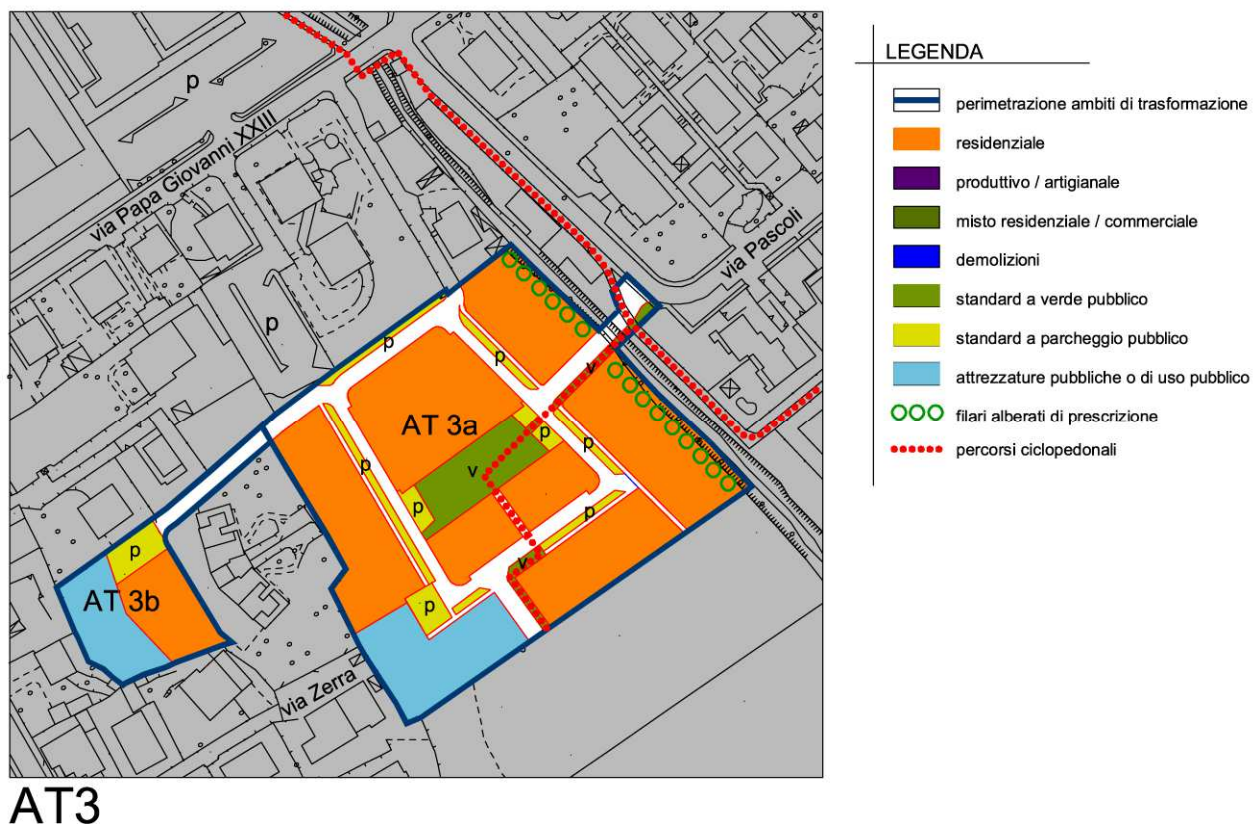 p
via Papa Giovanni XXIII
via Pascoli
p
p
p
v
AT 3a
p
p
p
v
p
p
v
p
p
AT 3b
via Zerra
AT3
LEGENDA
perimetrazione ambiti di trasformazione
residenziale
produttivo / artigianale
misto residenziale / commerciale
demolizioni
standard a verde pubblico
standard a parcheggio pubblico
attrezzature pubbliche o di uso pubblico
filari alberati di prescrizione
percorsi ciclopedonali